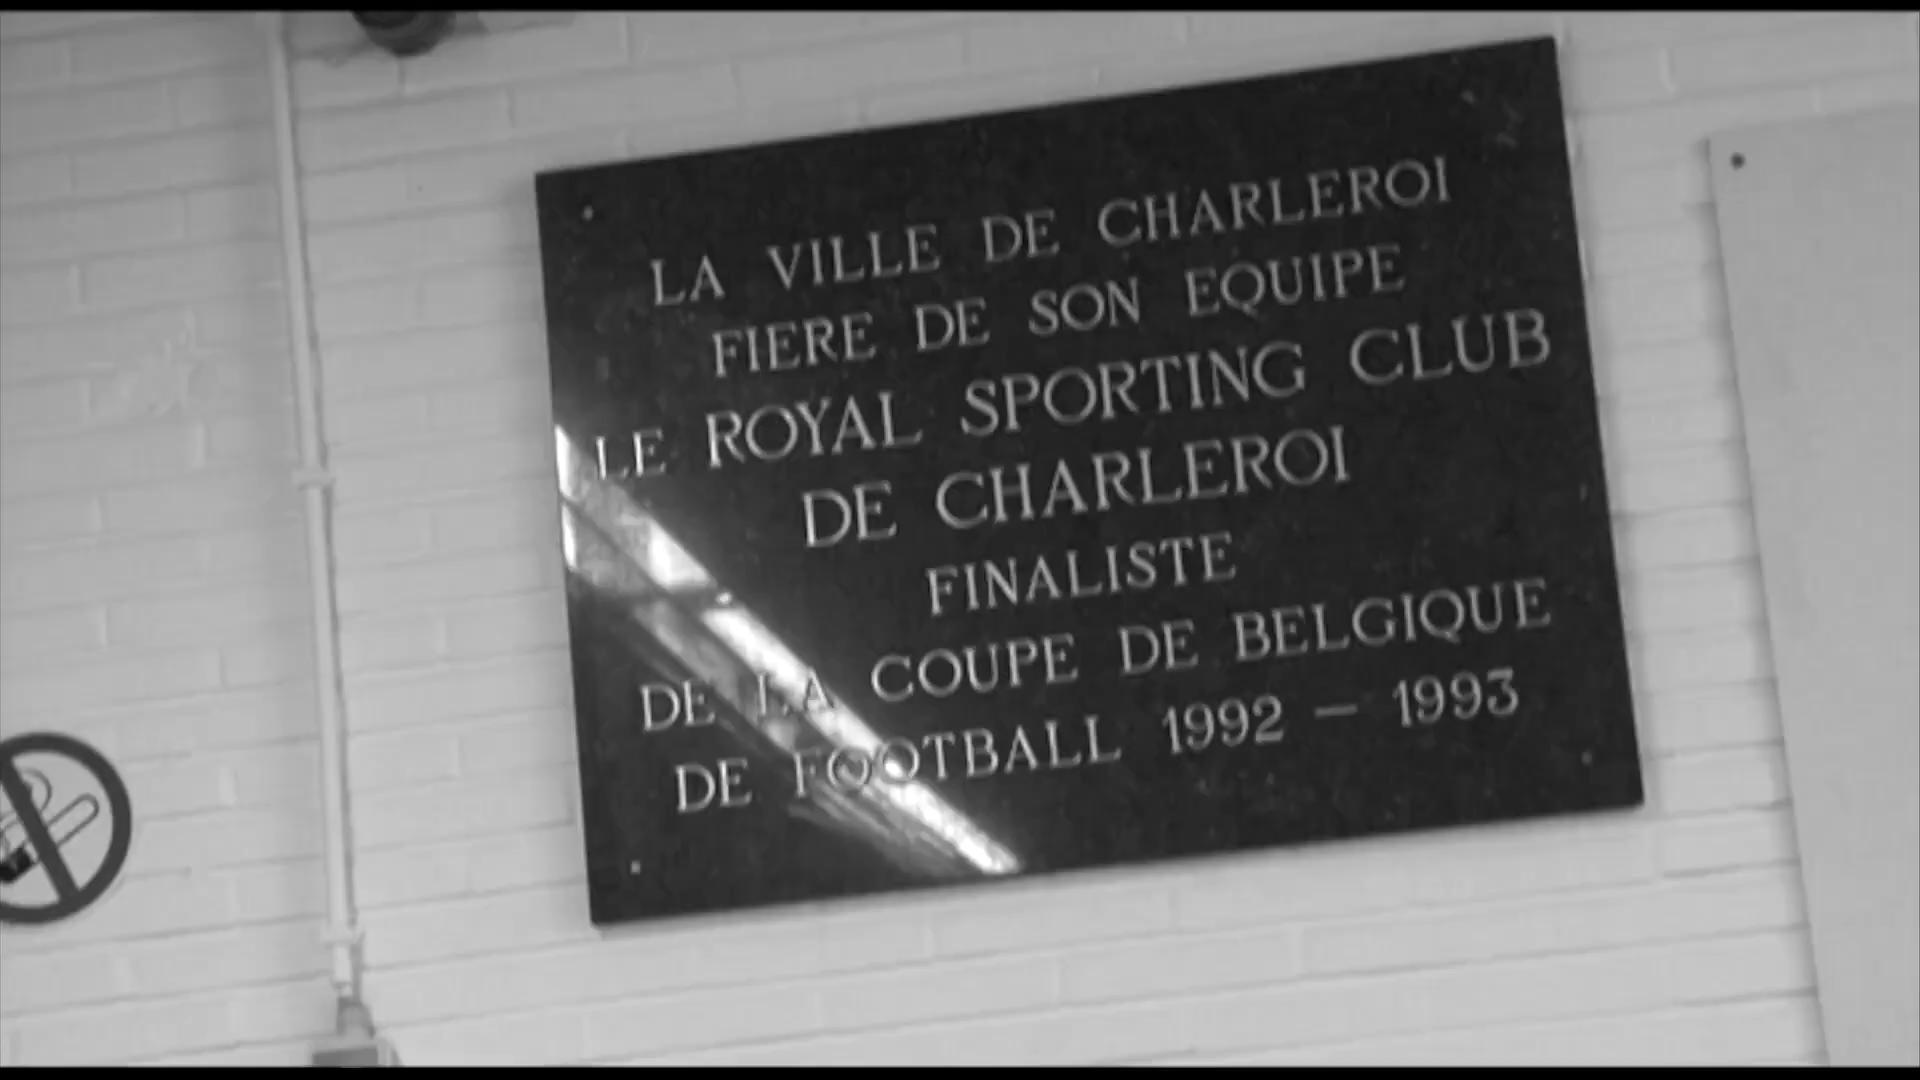 LA VILLE DE CHARLEROI
FIERE DE SON EQUIPE
LE ROYAL SPORTING CLUB
DE CHARLEROI
FINALISTE
DE LA COUPE DE BELGIQUE
DE FOOTBALL 1992 – 1993